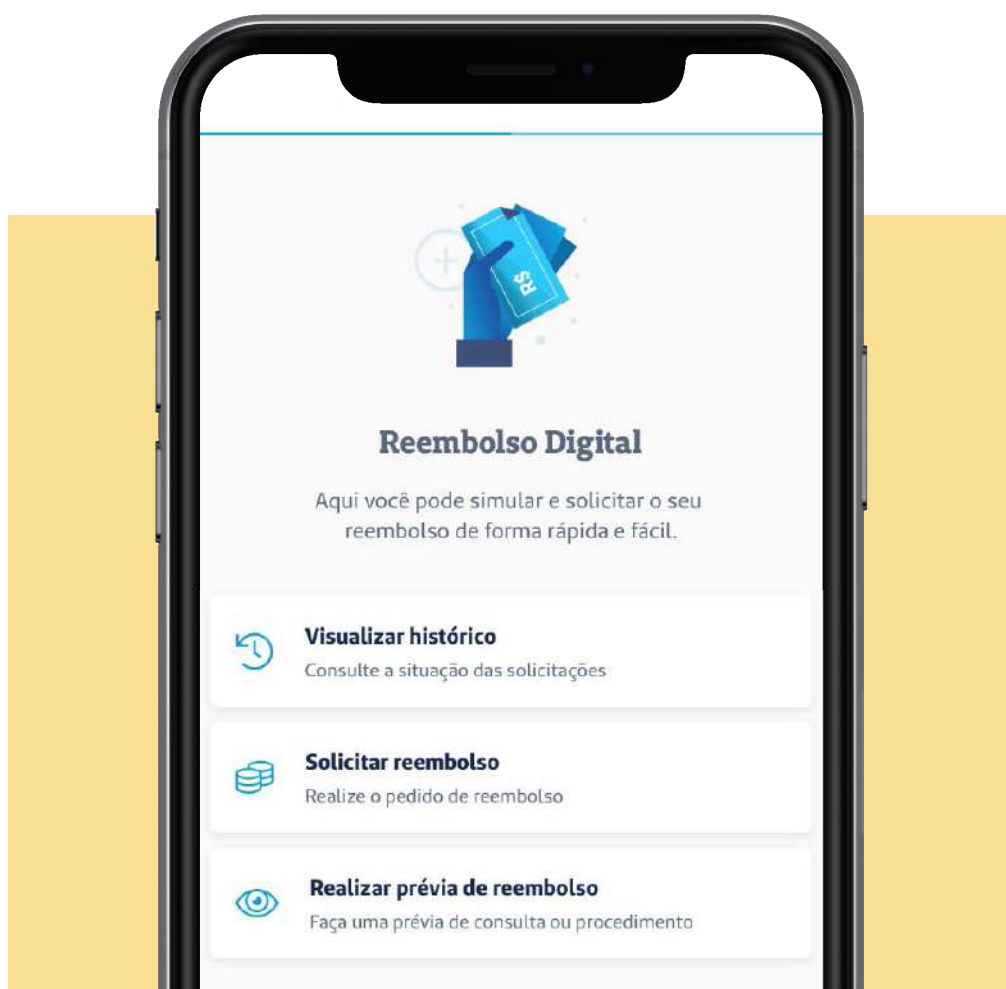 R$
Reembolso Digital
Aqui você pode simular e solicitar o seu
reembolso de forma rápida e fácil.
Visualizar histórico
Consulte a situação das solicitações
Solicitar reembolso
Realize o pedido de reembolso
Realizar prévia de reembolso
Faça uma prévia de consulta ou procedimento